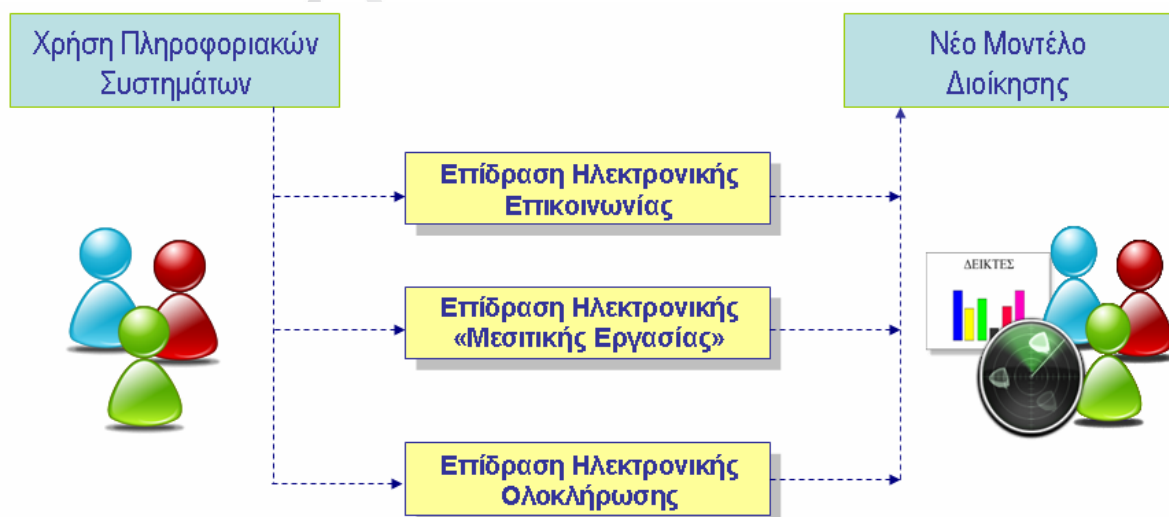 Χρήση Πληροφοριακών
Συστημάτων
Νέο Μοντέλο
Διοίκησης
Επίδραση Ηλεκτρονικής
Επικοινωνίας
Επίδραση Ηλεκτρονικής
«Μεσιτικής Εργασίας»
Επίδραση Ηλεκτρονικής
Ολοκλήρωσης
ΔΕΙΚΤΕΣ